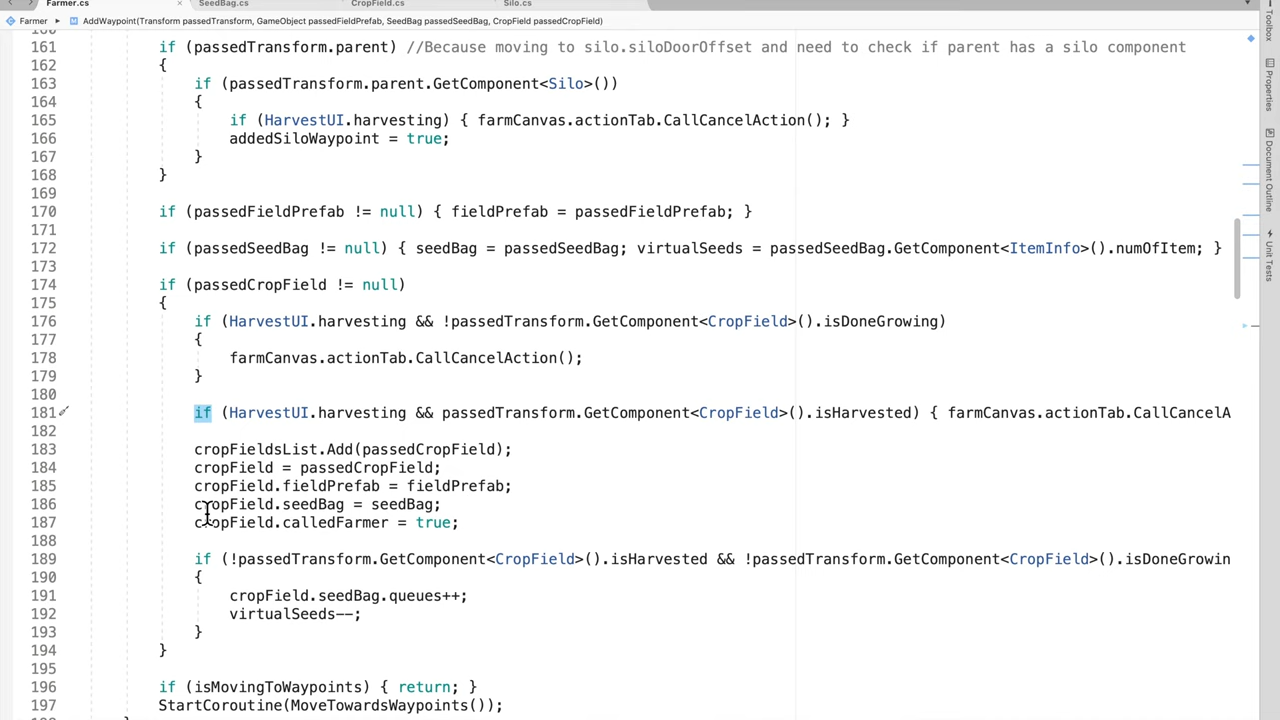 Farmer.cs × SeedBag.cs CropField.cs Silo.cs
Farmer ▸ AddWaypoint(Transform passedTransform, GameObject passedFieldPrefab, SeedBag passedSeedBag, CropField passedCropField)
161 if (passedTransform.parent) //Because moving to silo.siloDoorOffset and need to check if parent has a silo component
162 {
163 if (passedTransform.parent.GetComponent<Silo>())
164 {
165 if (HarvestUI.harvesting) { farmCanvas.actionTab.CallCancelAction(); }
166 addedSiloWaypoint = true;
167 }
168 }
169
170 if (passedFieldPrefab != null) { fieldPrefab = passedFieldPrefab; }
171
172 if (passedSeedBag != null) { seedBag = passedSeedBag; virtualSeeds = passedSeedBag.GetComponent<ItemInfo>().numOfItem; }
173
174 if (passedCropField != null)
175 {
176 if (HarvestUI.harvesting && !passedTransform.GetComponent<CropField>().isDoneGrowing)
177 {
178 farmCanvas.actionTab.CallCancelAction();
179 }
180
181 if (HarvestUI.harvesting && passedTransform.GetComponent<CropField>().isHarvested) { farmCanvas.actionTab.CallCancelA
182
183 cropFieldsList.Add(passedCropField);
184 cropField = passedCropField;
185 cropField.fieldPrefab = fieldPrefab;
186 cropField.seedBag = seedBag;
187 cropField.calledFarmer = true;
188
189 if (!passedTransform.GetComponent<CropField>().isHarvested && !passedTransform.GetComponent<CropField>().isDoneGrowin
190 {
191 cropField.seedBag.queues++;
192 virtualSeeds--;
193 }
194 }
195
196 if (isMovingToWaypoints) { return; }
197 StartCoroutine(MoveTowardsWaypoints());
Toolbox
Properties
Document Outline
Unit Tests